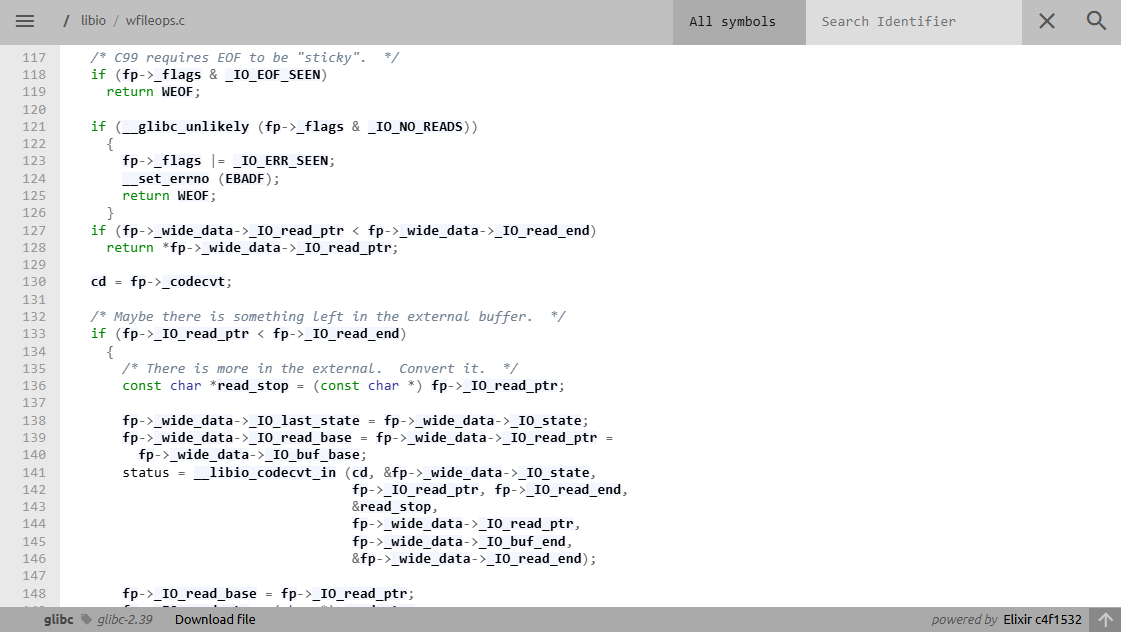 / libio / wfileops.c All symbols Search Identifier
117 /* C99 requires EOF to be "sticky". */
118 if (fp->_flags & _IO_EOF_SEEN)
119 return WEOF;
120
121 if (__glibc_unlikely (fp->_flags & _IO_NO_READS))
122 {
123 fp->_flags |= _IO_ERR_SEEN;
124 __set_errno (EBADF);
125 return WEOF;
126 }
127 if (fp->_wide_data->_IO_read_ptr < fp->_wide_data->_IO_read_end)
128 return *fp->_wide_data->_IO_read_ptr;
129
130 cd = fp->_codecvt;
131
132 /* Maybe there is something left in the external buffer. */
133 if (fp->_IO_read_ptr < fp->_IO_read_end)
134 {
135 /* There is more in the external. Convert it. */
136 const char *read_stop = (const char *) fp->_IO_read_ptr;
137
138 fp->_wide_data->_IO_last_state = fp->_wide_data->_IO_state;
139 fp->_wide_data->_IO_read_base = fp->_wide_data->_IO_read_ptr =
140 fp->_wide_data->_IO_buf_base;
141 status = __libio_codecvt_in (cd, &fp->_wide_data->_IO_state,
142 fp->_IO_read_ptr, fp->_IO_read_end,
143 &read_stop,
144 fp->_wide_data->_IO_read_ptr,
145 fp->_wide_data->_IO_buf_end,
146 &fp->_wide_data->_IO_read_end);
147
148 fp->_IO_read_base = fp->_IO_read_ptr;
glibc glibc-2.39 Download file powered by Elixir c4f1532